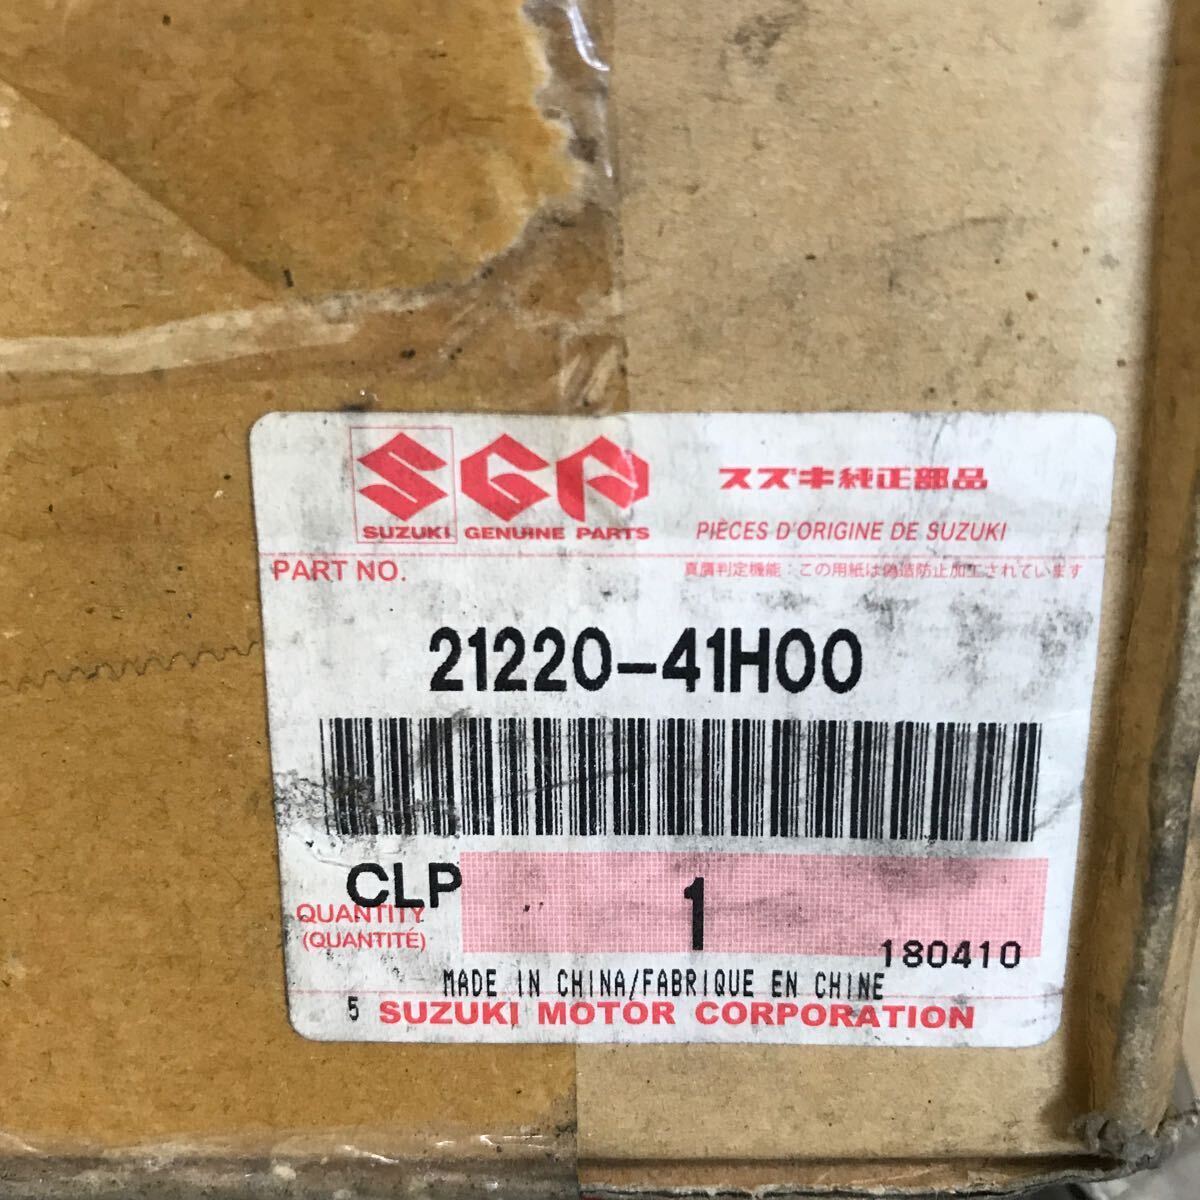 SGP
スズキ純正部品
SUZUKI GENUINE PARTS
PIÈCES D'ORIGINE DE SUZUKI
PART NO.
真贋判定機能：この用紙は偽造防止加工されています
21220-41H00
CLP
QUANTITY
(QUANTITÉ)
1
180410
MADE IN CHINA/FABRIQUE EN CHINE
5 SUZUKI MOTOR CORPORATION